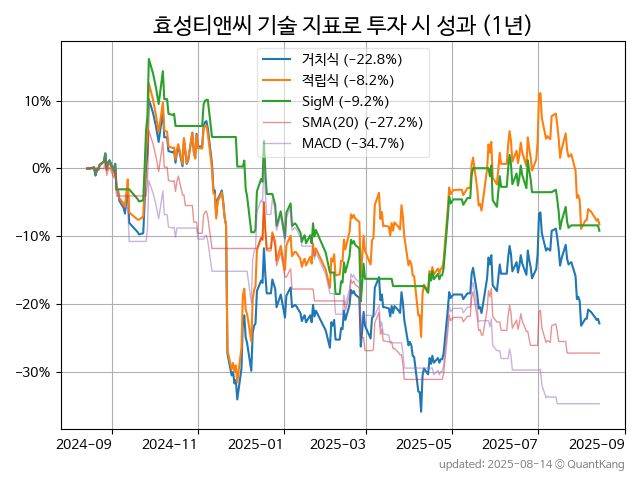 효성티앤씨 기술 지표로 투자 시 성과 (1년)
거치식 (−22.8%)
적립식 (−8.2%)
SigM (−9.2%)
SMA(20) (−27.2%)
MACD (−34.7%)
10%
0%
−10%
−20%
−30%
2024-09 2024-11 2025-01 2025-03 2025-05 2025-07 2025-09
updated: 2025-08-14 © QuantKang